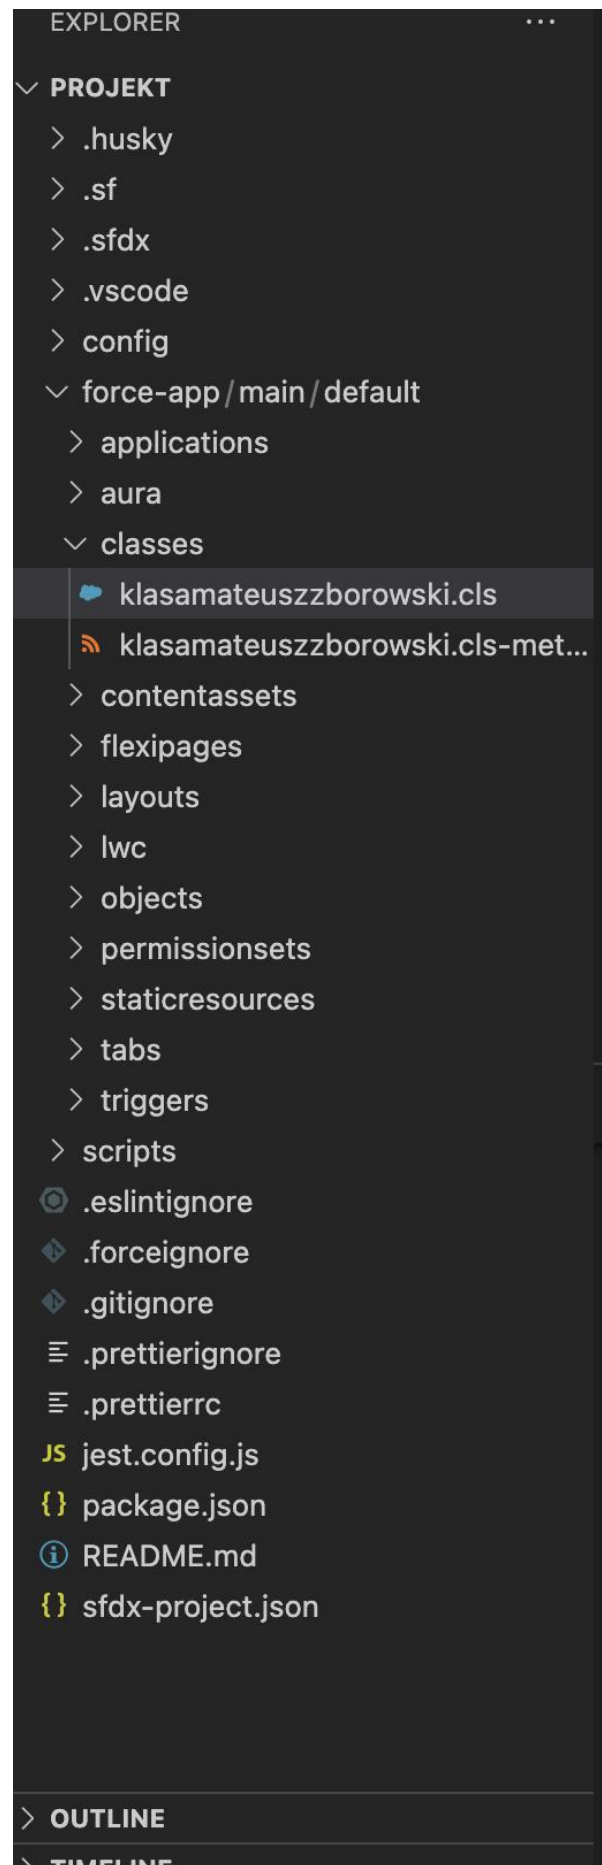 EXPLORER ...
PROJEKT
.husky
.sf
.sfdx
.vscode
config
force-app/main/default
applications
aura
classes
klasamateuszzborowski.cls
klasamateuszzborowski.cls-met...
contentassets
flexipages
layouts
lwc
objects
permissionsets
staticresources
tabs
triggers
scripts
.eslintignore
.forceignore
.gitignore
.prettierignore
.prettierrc
JS jest.config.js
{} package.json
README.md
{} sfdx-project.json
OUTLINE
TIMELINE